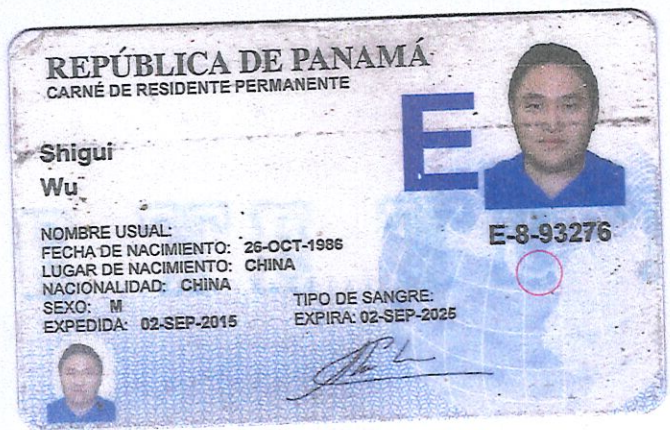 REPÚBLICA DE PANAMÁ
CARNÉ DE RESIDENTE PERMANENTE
E
Shigui
Wu
E-8-93276
NOMBRE USUAL:
FECHA DE NACIMIENTO: 26-OCT-1986
LUGAR DE NACIMIENTO: CHINA
NACIONALIDAD: CHINA
SEXO: M
TIPO DE SANGRE:
EXPEDIDA: 02-SEP-2015
EXPIRA: 02-SEP-2025